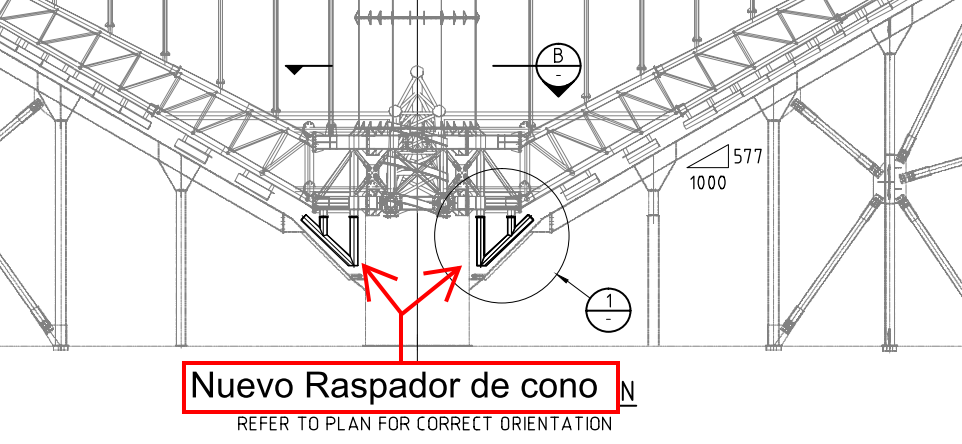 B
-
577
1000
1
-
Nuevo Raspador de cono
N
REFER TO PLAN FOR CORRECT ORIENTATION